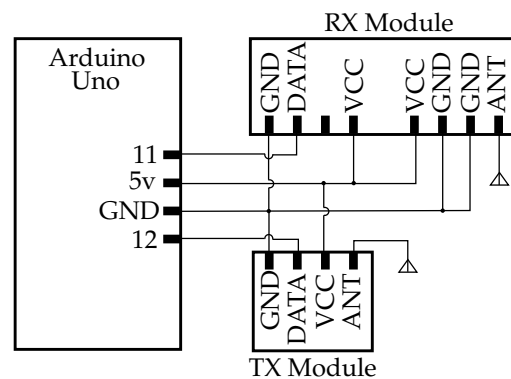 RX Module
Arduino
Uno
GND
DATA
VCC
VCC
GND
GND
ANT
11
5v
GND
12
GND
DATA
VCC
ANT
TX Module